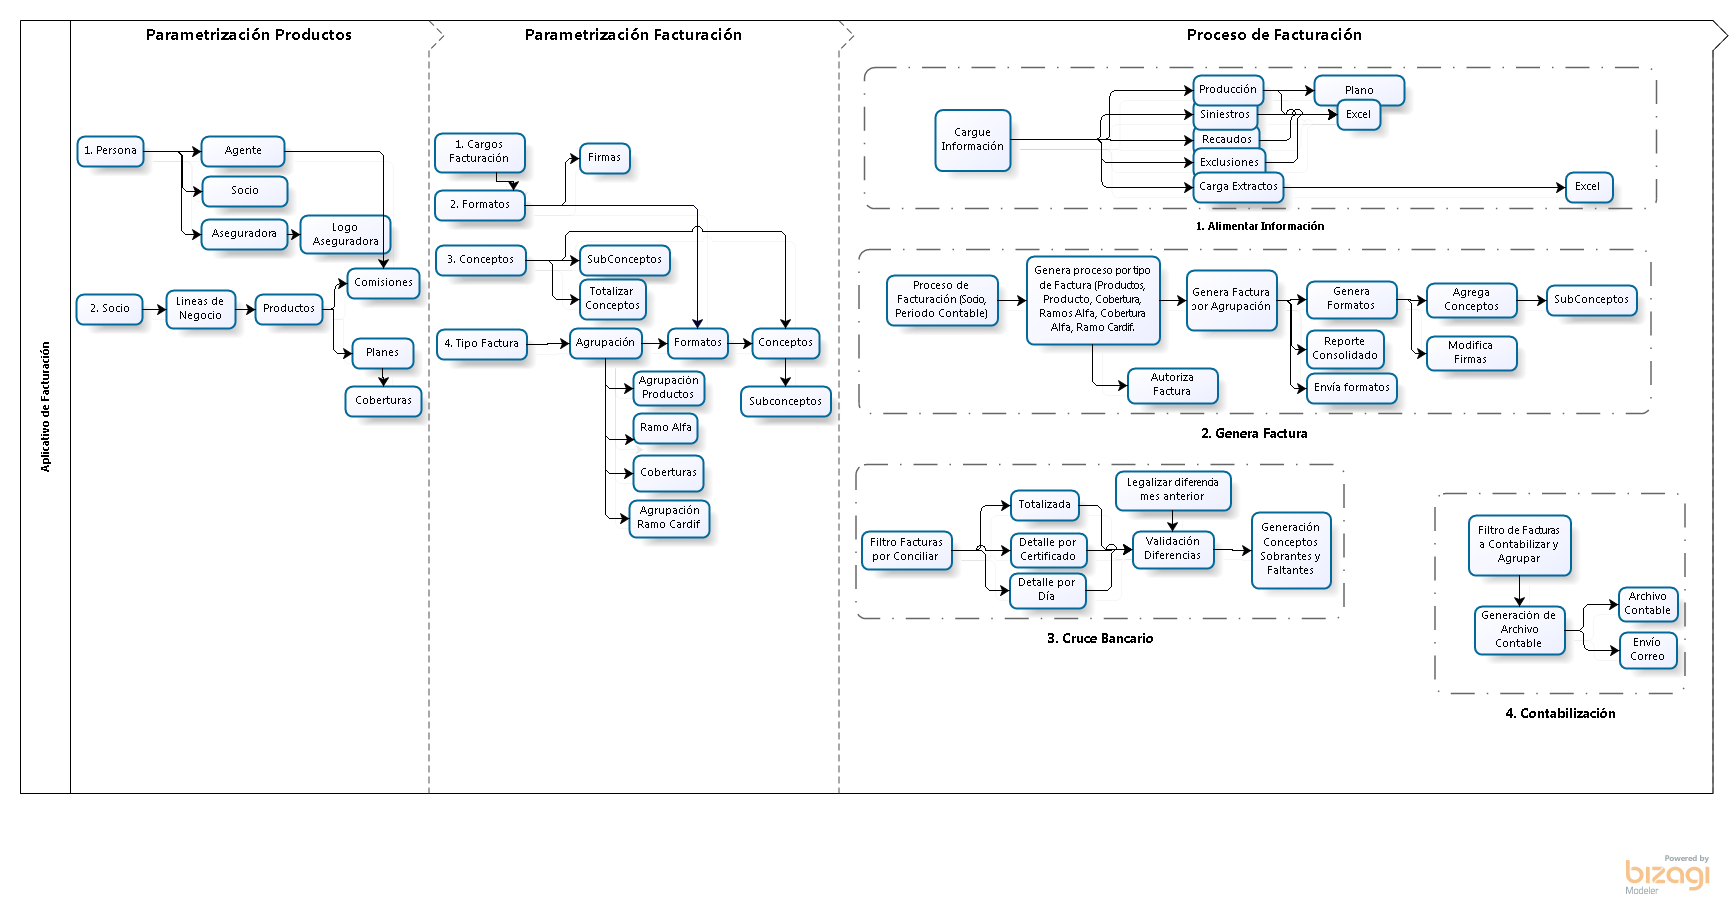 Parametrización Productos
Parametrización Facturación
Proceso de Facturación
Aplicativo de Facturación
1. Persona
Agente
Socio
Aseguradora
Logo
Aseguradora
Comisiones
2. Socio
Lineas de
Negocio
Productos
Planes
Coberturas
1. Cargos
Facturación
Firmas
2. Formatos
3. Conceptos
SubConceptos
Totalizar
Conceptos
4. Tipo Factura
Agrupación
Formatos
Conceptos
Agrupación
Productos
Subconceptos
Ramo Alfa
Coberturas
Agrupación
Ramo Cardif
Cargue
Información
Producción
Siniestros
Recaudos
Exclusiones
Carga Extractos
Plano
Excel
Excel
1. Alimentar Información
Proceso de
Facturación (Socio,
Periodo Contable)
Genera proceso por tipo
de Factura (Productos,
Producto, Cobertura,
Ramos Alfa, Cobertura
Alfa, Ramo Cardif.
Autoriza
Factura
Genera Factura
por Agrupación
Genera
Formatos
Reporte
Consolidado
Envía formatos
Agrega
Conceptos
Modifica
Firmas
SubConceptos
2. Genera Factura
Filtro Facturas
por Conciliar
Totalizada
Detalle por
Certificado
Detalle por
Día
Legalizar diferencia
mes anterior
Validación
Diferencias
Generación
Conceptos
Sobrantes y
Faltantes
3. Cruce Bancario
Filtro de Facturas
a Contabilizar y
Agrupar
Generación de
Archivo
Contable
Archivo
Contable
Envío
Correo
4. Contabilización
Powered by
bizagi
Modeler